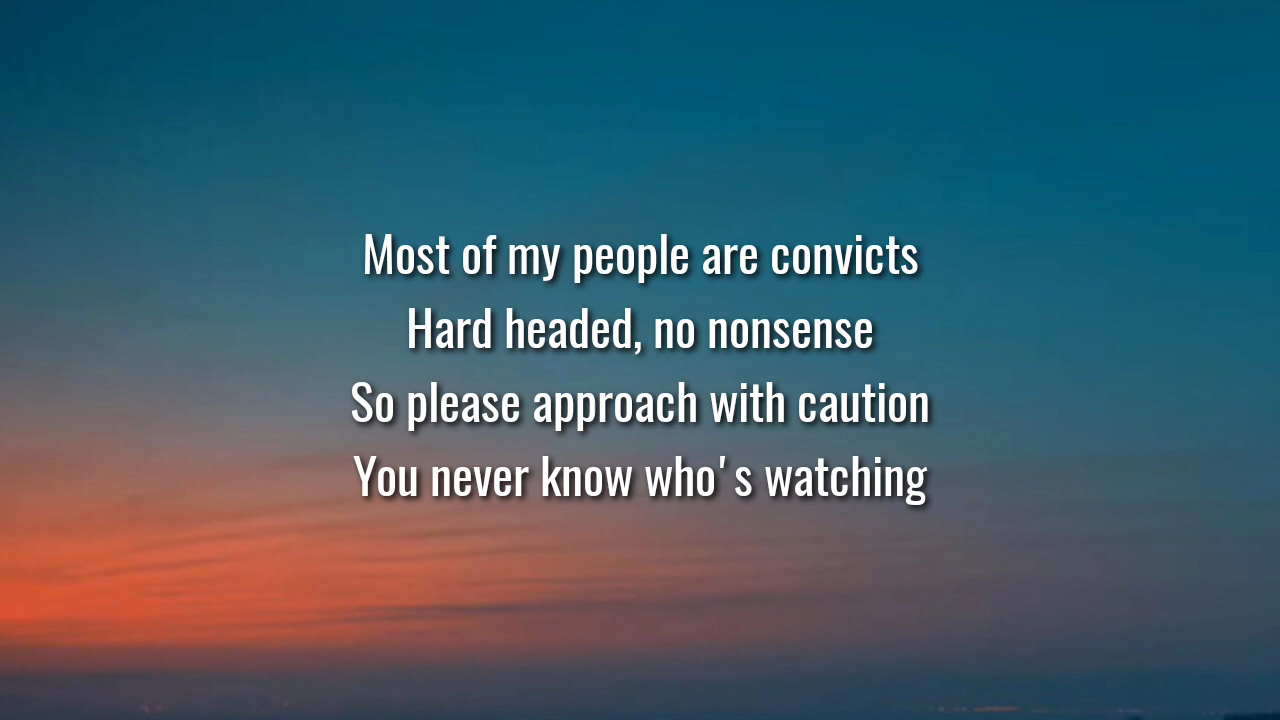 Most of my people are convicts
Hard headed, no nonsense
So please approach with caution
You never know who's watching